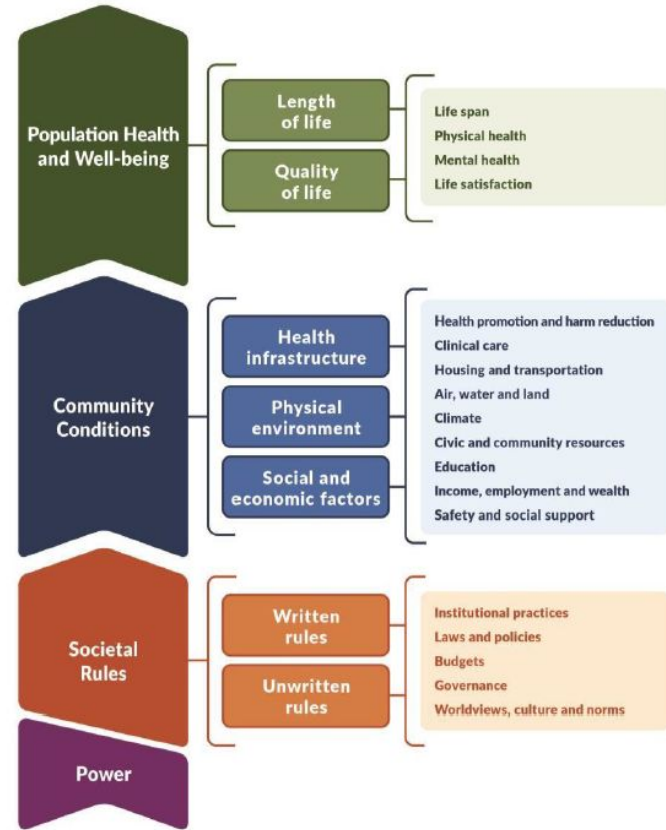 Population Health
and Well-being
Length
of life
Quality
of life
Life span
Physical health
Mental health
Life satisfaction
Community
Conditions
Health
infrastructure
Physical
environment
Social and
economic factors
Health promotion and harm reduction
Clinical care
Housing and transportation
Air, water and land
Climate
Civic and community resources
Education
Income, employment and wealth
Safety and social support
Societal
Rules
Written
rules
Unwritten
rules
Institutional practices
Laws and policies
Budgets
Governance
Worldviews, culture and norms
Power